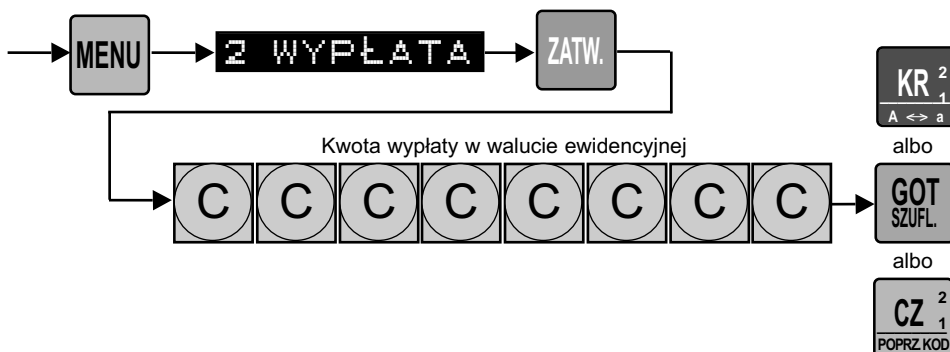 MENU
2 WYPŁATA
ZATW.
Kwota wypłaty w walucie ewidencyjnej
C C C C C C C C
KR 2
1
A <-> a
albo
GOT
SZUFL.
albo
CZ 2
1
POPRZ.KOD